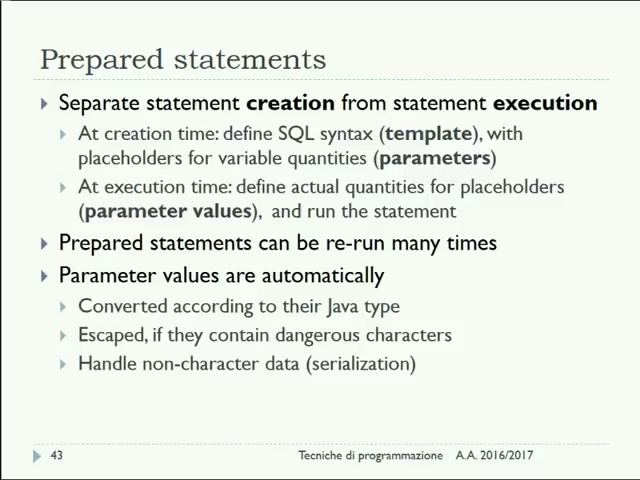 Prepared statements
Separate statement creation from statement execution
At creation time: define SQL syntax (template), with
placeholders for variable quantities (parameters)
At execution time: define actual quantities for placeholders
(parameter values), and run the statement
Prepared statements can be re-run many times
Parameter values are automatically
Converted according to their Java type
Escaped, if they contain dangerous characters
Handle non-character data (serialization)
43 Tecniche di programmazione A.A. 2016/2017